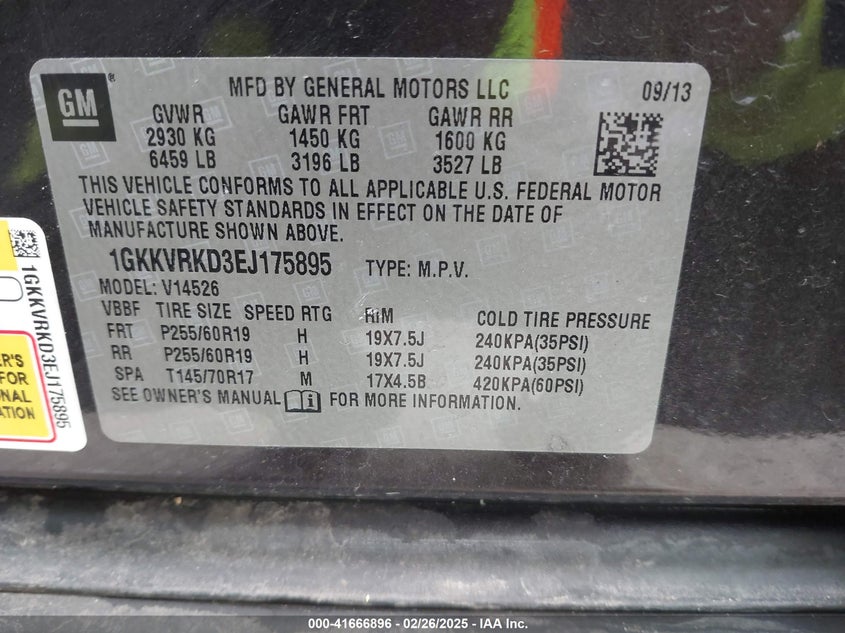 GM
MFD BY GENERAL MOTORS LLC 09/13
GVWR GAWR FRT GAWR RR
2930 KG 1450 KG 1600 KG
6459 LB 3196 LB 3527 LB
THIS VEHICLE CONFORMS TO ALL APPLICABLE U.S. FEDERAL MOTOR
VEHICLE SAFETY STANDARDS IN EFFECT ON THE DATE OF
MANUFACTURE SHOWN ABOVE.
1GKKVRKD3EJ175895 TYPE: M.P.V.
MODEL: V14526
VBBF TIRE SIZE SPEED RTG RIM COLD TIRE PRESSURE
FRT P255/60R19 H 19X7.5J 240KPA(35PSI)
RR P255/60R19 H 19X7.5J 240KPA(35PSI)
SPA T145/70R17 M 17X4.5B 420KPA(60PSI)
SEE OWNER'S MANUAL FOR MORE INFORMATION.
1GKKVRKD3EJ175895
ER'S
FOR
ONAL
ATION
000-41666896 - 02/26/2025 - IAA Inc.